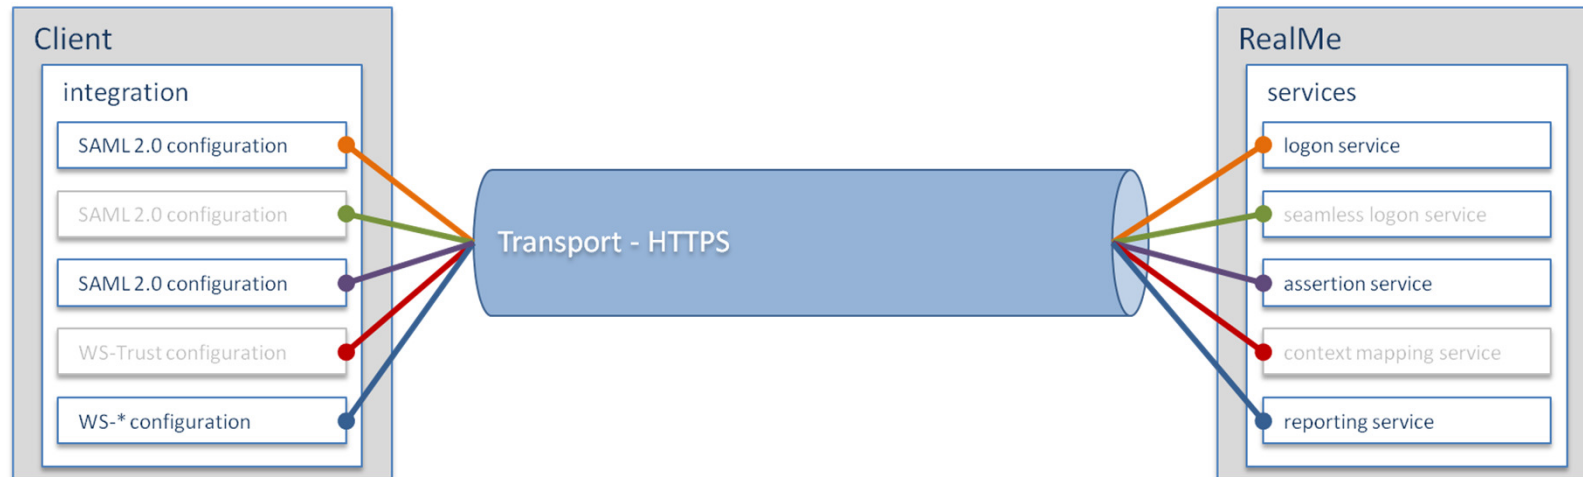 Client
integration
SAML 2.0 configuration
SAML 2.0 configuration
SAML 2.0 configuration
WS-Trust configuration
WS-* configuration
Transport - HTTPS
RealMe
services
logon service
seamless logon service
assertion service
context mapping service
reporting service